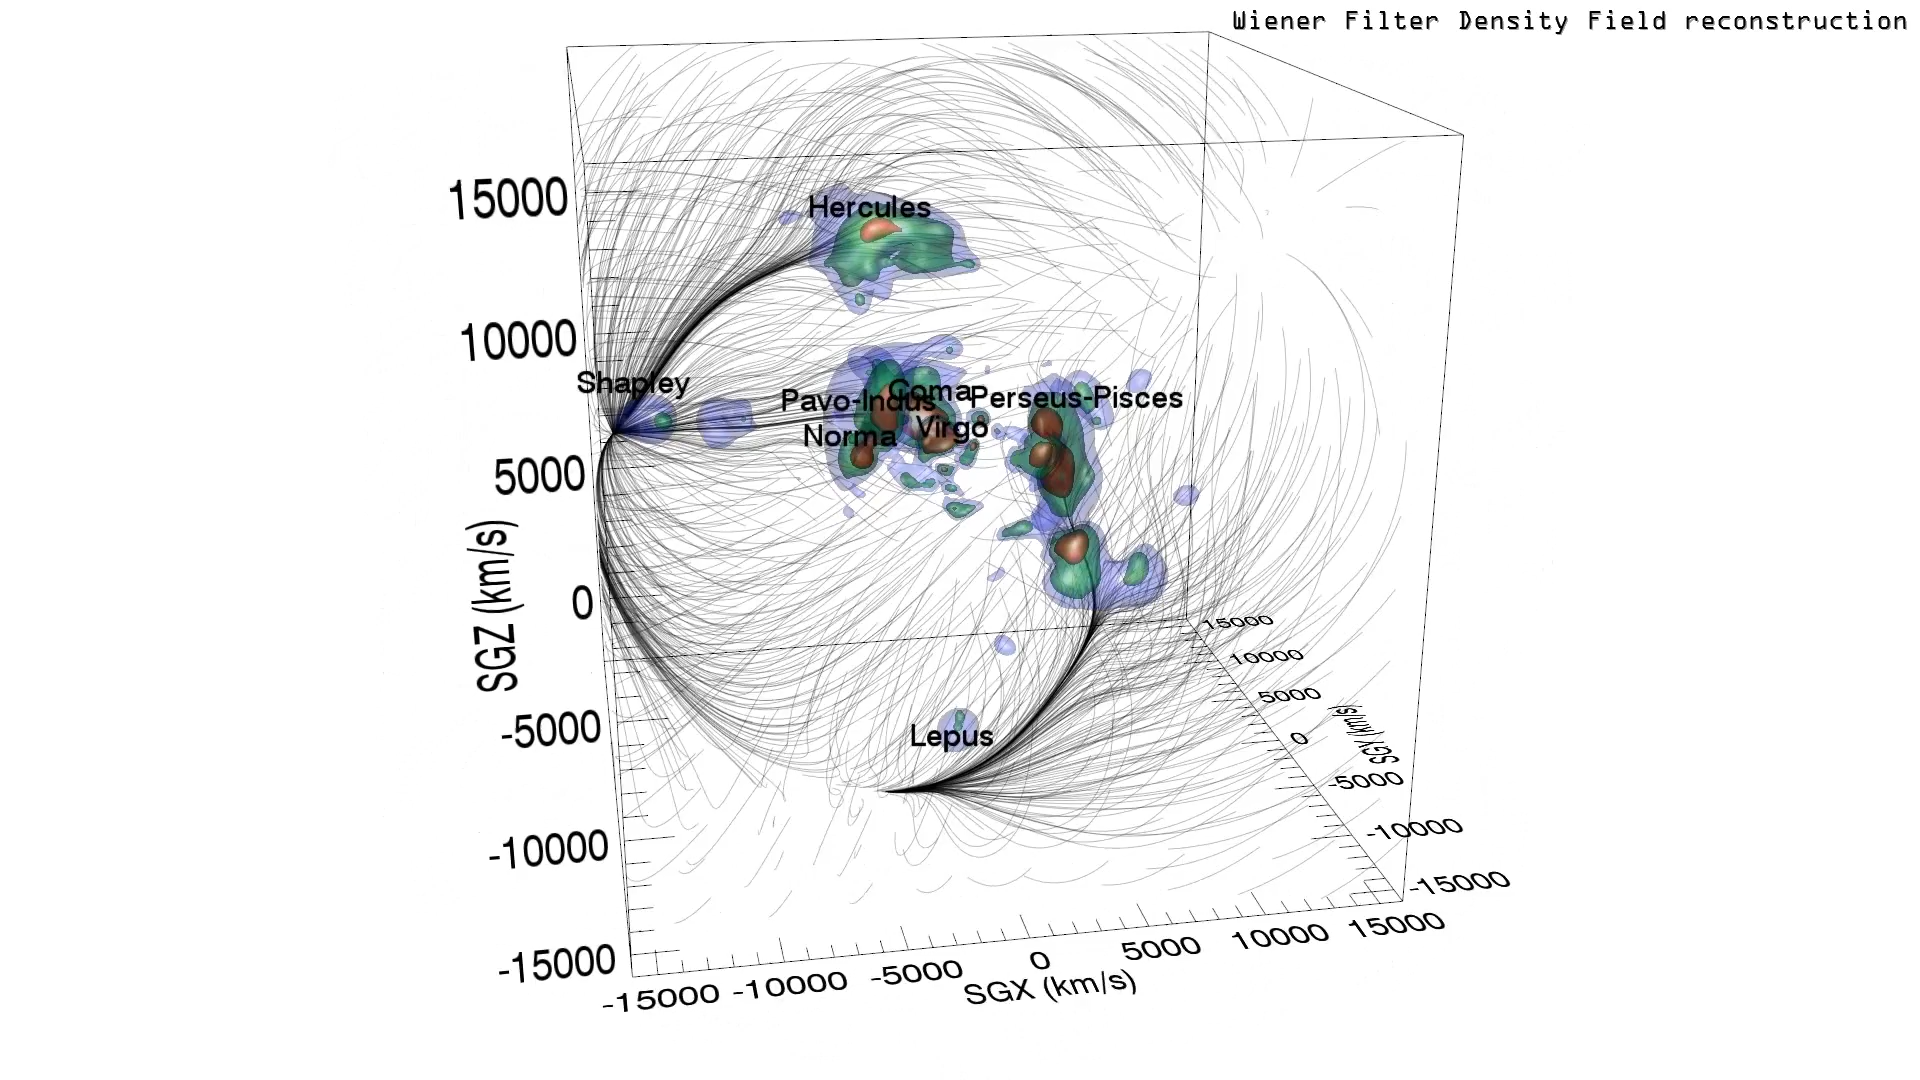 Wiener Filter Density Field reconstruction
15000
10000
5000
0
-5000
-10000
-15000
SGZ (km/s)
Hercules
Shapley
Pavo-Indus
Coma
Perseus-Pisces
Norma
Virgo
Lepus
15000
10000
5000
0
-5000
-10000
-15000
SGY (km/s)
-15000
-10000
-5000
0
5000
10000
15000
SGX (km/s)